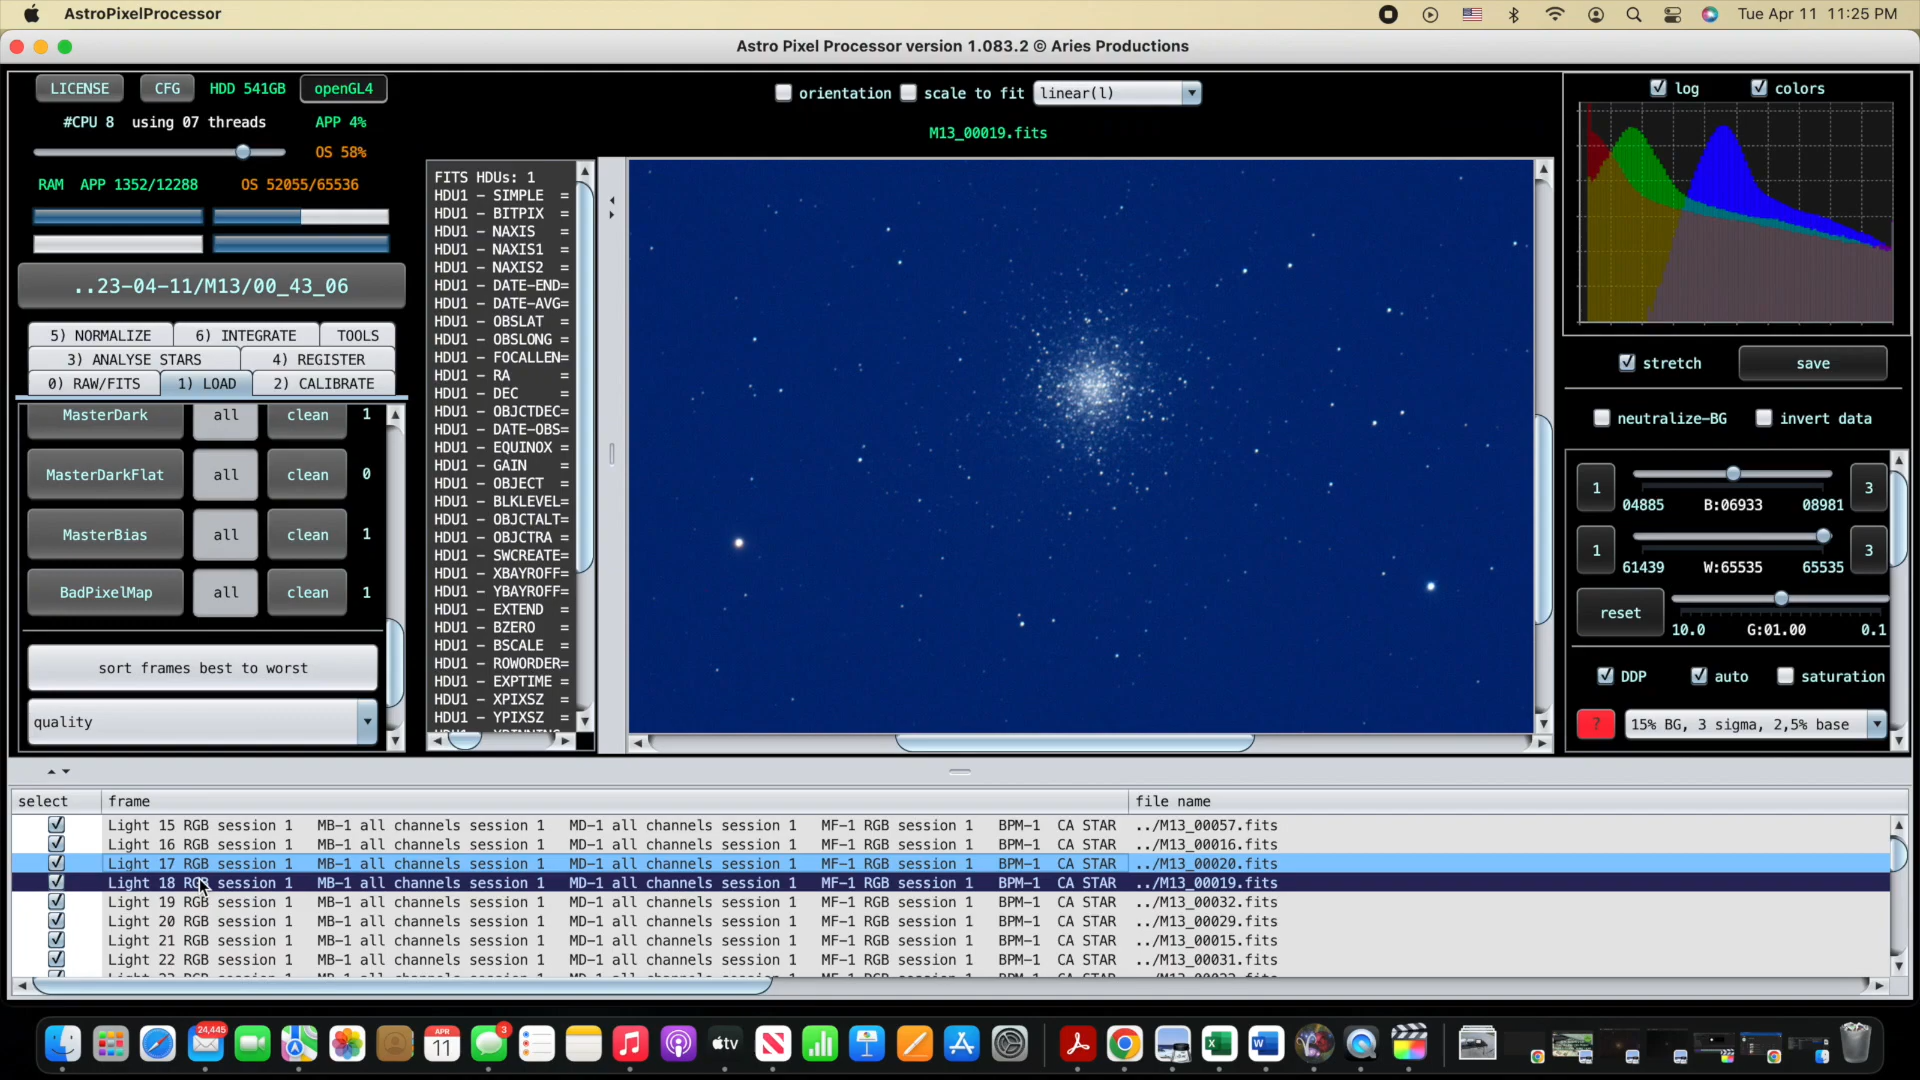 AstroPixelProcessor
Tue Apr 11 11:25 PM
Astro Pixel Processor version 1.083.2 © Aries Productions
LICENSE CFG HDD 541GB openGL4
#CPU 8 using 07 threads APP 4%
OS 58%
RAM APP 1352/12288 OS 52055/65536
..23-04-11/M13/00_43_06
5) NORMALIZE 6) INTEGRATE TOOLS
3) ANALYSE STARS 4) REGISTER
0) RAW/FITS 1) LOAD 2) CALIBRATE
MasterDark all clean 1
MasterDarkFlat all clean 0
MasterBias all clean 1
BadPixelMap all clean 1
sort frames best to worst
quality
FITS HDUs: 1
HDU1 - SIMPLE =
HDU1 - BITPIX =
HDU1 - NAXIS =
HDU1 - NAXIS1 =
HDU1 - NAXIS2 =
HDU1 - DATE-END=
HDU1 - DATE-AVG=
HDU1 - OBSLAT =
HDU1 - OBSLONG =
HDU1 - FOCALLEN=
HDU1 - RA =
HDU1 - DEC =
HDU1 - OBJCTDEC=
HDU1 - DATE-OBS=
HDU1 - EQUINOX =
HDU1 - GAIN =
HDU1 - OBJECT =
HDU1 - BLKLEVEL=
HDU1 - OBJCTALT=
HDU1 - OBJCTRA =
HDU1 - SWCREATE=
HDU1 - XBAYROFF=
HDU1 - YBAYROFF=
HDU1 - EXTEND =
HDU1 - BZERO =
HDU1 - BSCALE =
HDU1 - ROWORDER=
HDU1 - EXPTIME =
HDU1 - XPIXSZ =
HDU1 - YPIXSZ =
orientation scale to fit linear(l)
M13_00019.fits
log colors
stretch save
neutralize-BG invert data
1 3
04885 B:06933 08981
1 3
61439 W:65535 65535
reset
10.0 G:01.00 0.1
DDP auto saturation
? 15% BG, 3 sigma, 2,5% base
select frame file name
Light 15 RGB session 1 MB-1 all channels session 1 MD-1 all channels session 1 MF-1 RGB session 1 BPM-1 CA STAR ../M13_00057.fits
Light 16 RGB session 1 MB-1 all channels session 1 MD-1 all channels session 1 MF-1 RGB session 1 BPM-1 CA STAR ../M13_00016.fits
Light 17 RGB session 1 MB-1 all channels session 1 MD-1 all channels session 1 MF-1 RGB session 1 BPM-1 CA STAR ../M13_00020.fits
Light 18 RGB session 1 MB-1 all channels session 1 MD-1 all channels session 1 MF-1 RGB session 1 BPM-1 CA STAR ../M13_00019.fits
Light 19 RGB session 1 MB-1 all channels session 1 MD-1 all channels session 1 MF-1 RGB session 1 BPM-1 CA STAR ../M13_00032.fits
Light 20 RGB session 1 MB-1 all channels session 1 MD-1 all channels session 1 MF-1 RGB session 1 BPM-1 CA STAR ../M13_00029.fits
Light 21 RGB session 1 MB-1 all channels session 1 MD-1 all channels session 1 MF-1 RGB session 1 BPM-1 CA STAR ../M13_00015.fits
Light 22 RGB session 1 MB-1 all channels session 1 MD-1 all channels session 1 MF-1 RGB session 1 BPM-1 CA STAR ../M13_00031.fits
24,445
APR
11
3
tv
X
W